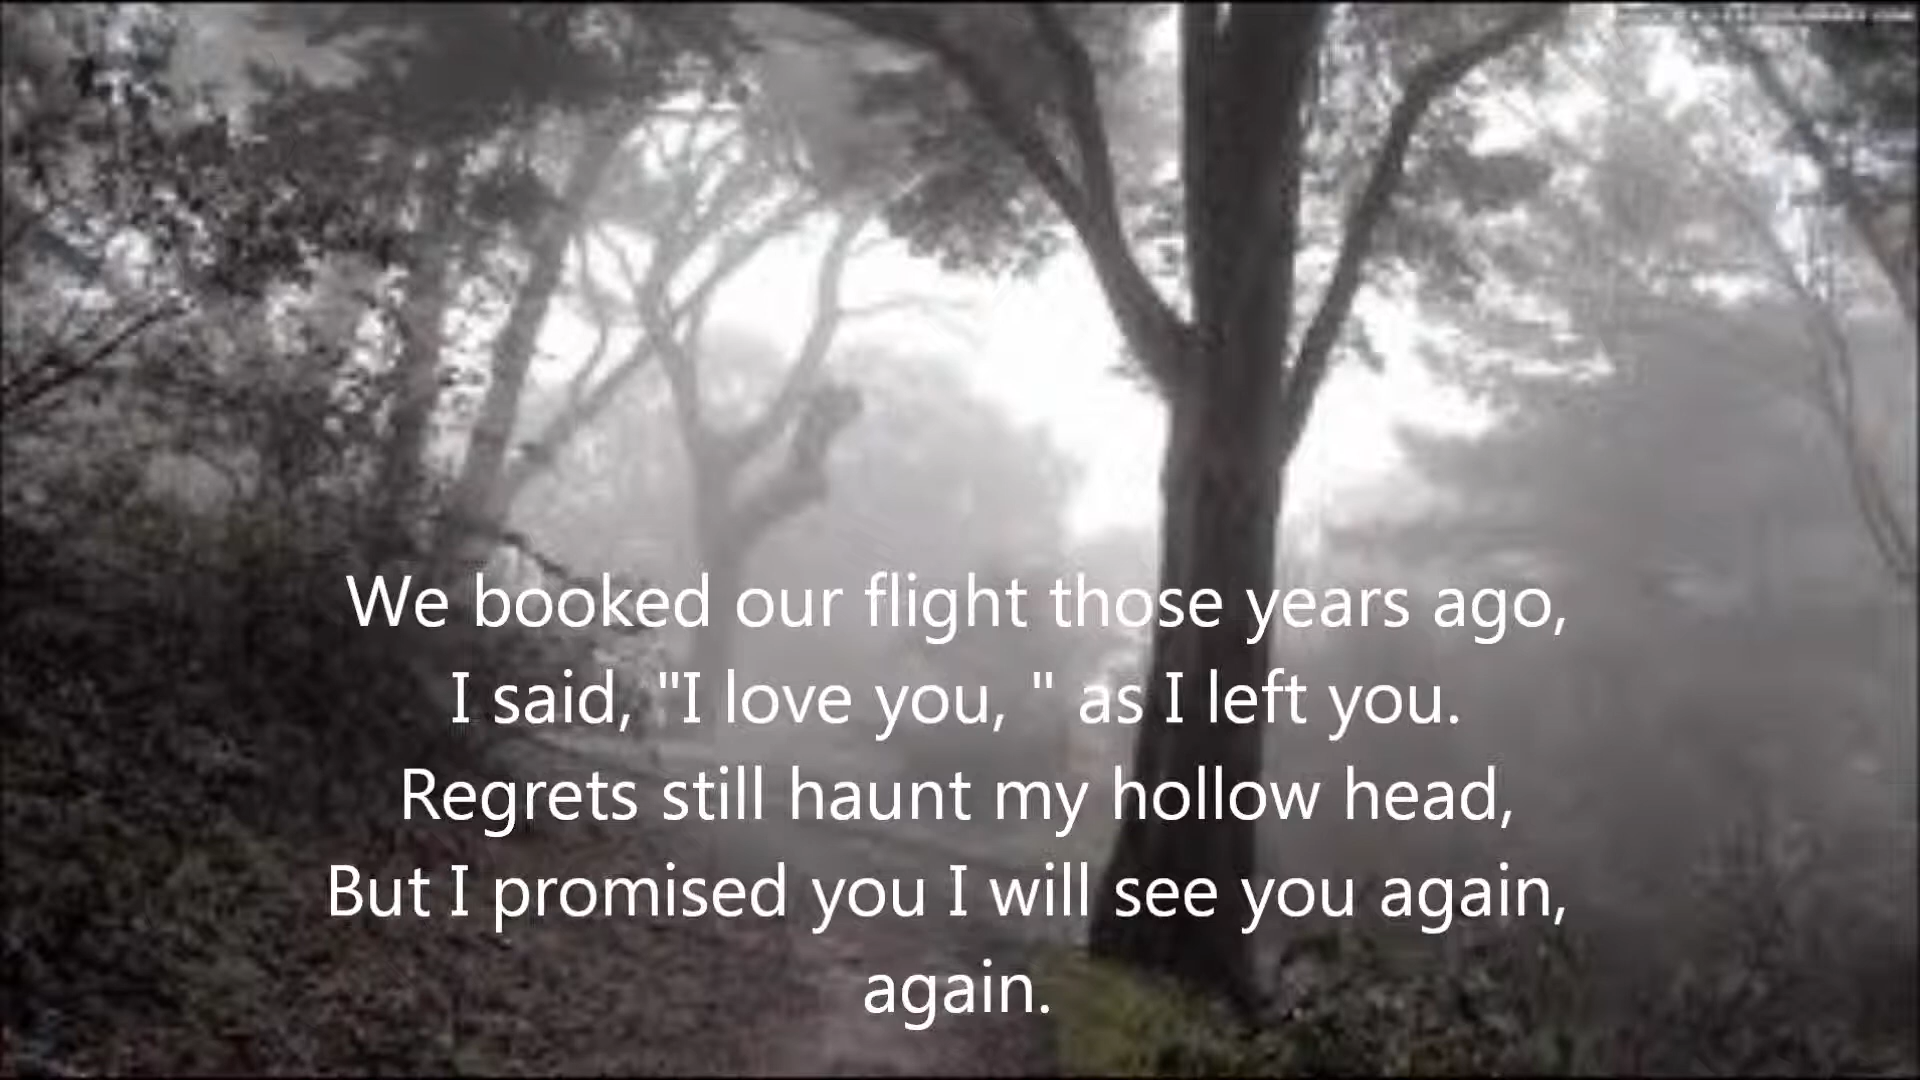 We booked our flight those years ago,
I said, "I love you, " as I left you.
Regrets still haunt my hollow head,
But I promised you I will see you again,
again.